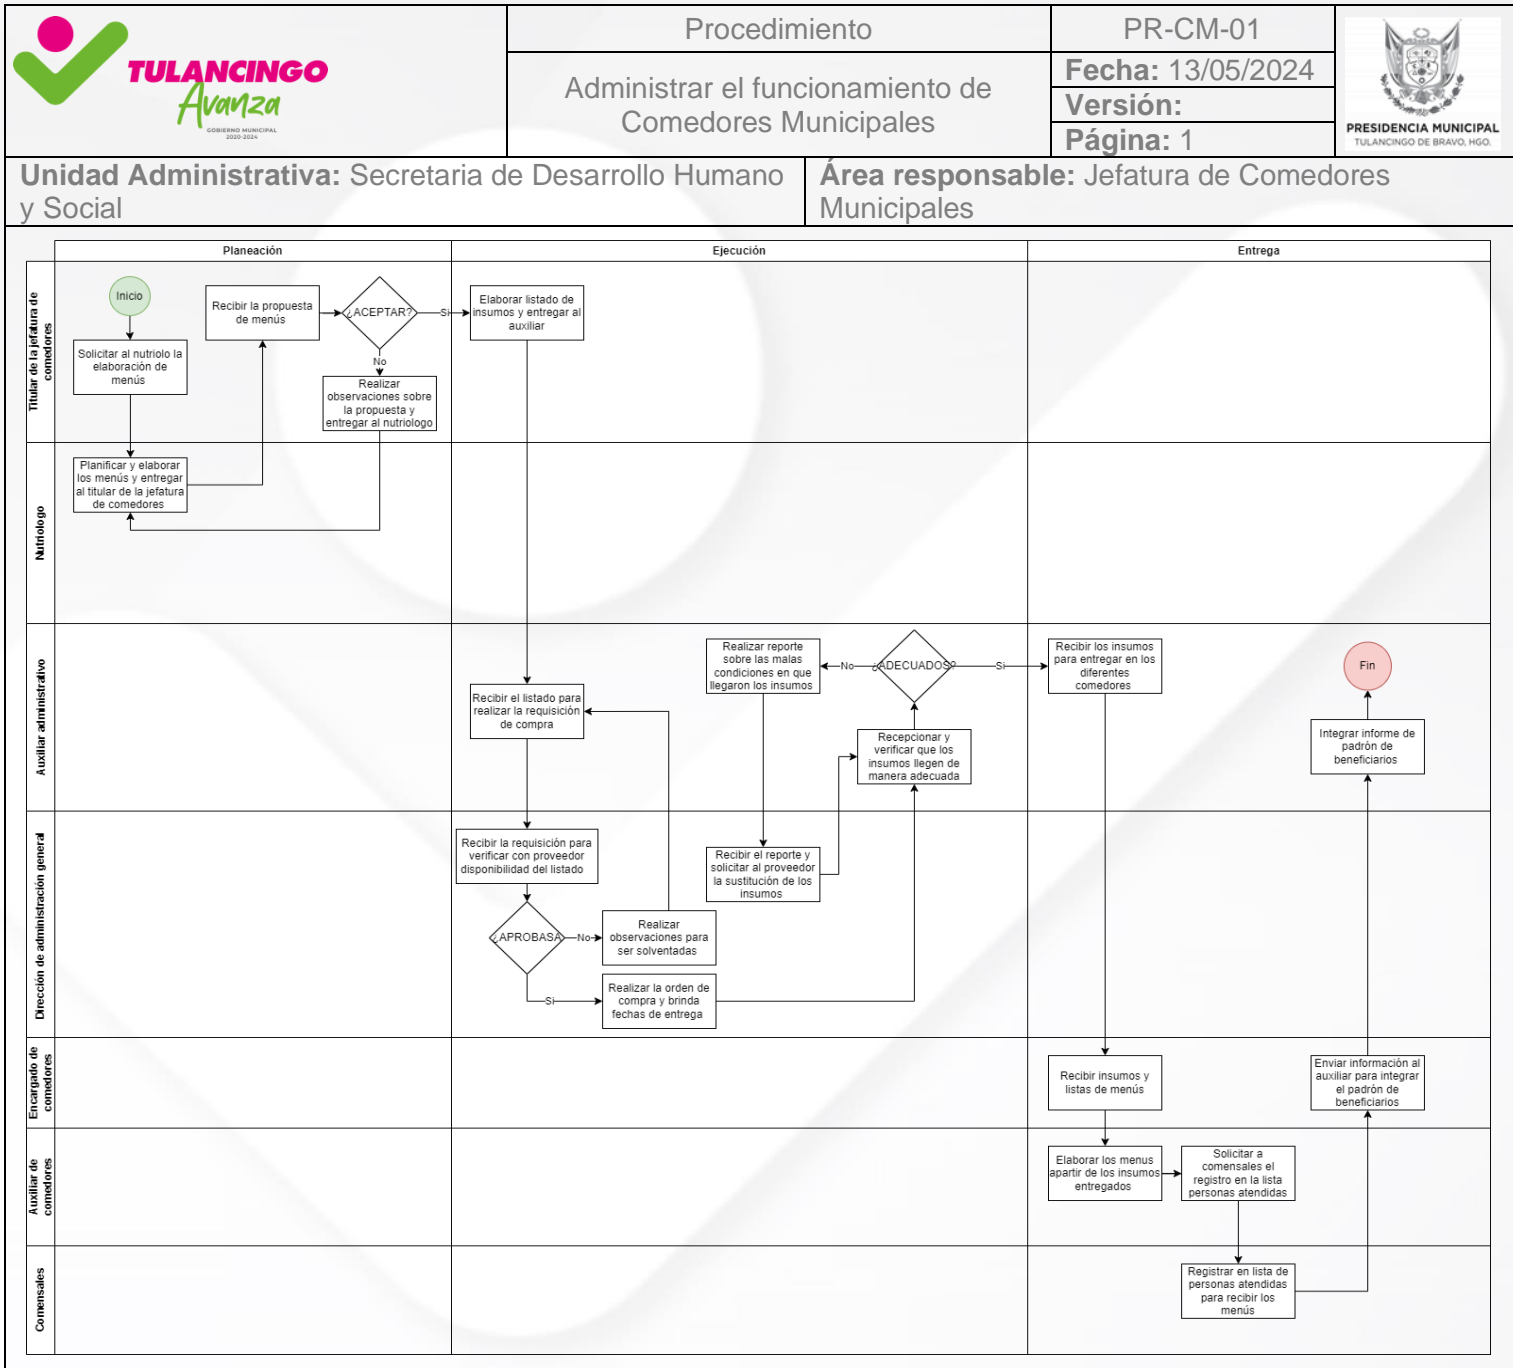 TULANCINGO
Avanza
GOBIERNO MUNICIPAL
2020-2024
Procedimiento
Administrar el funcionamiento de
Comedores Municipales
PR-CM-01
Fecha: 13/05/2024
Versión:
Página: 1
PRESIDENCIA MUNICIPAL
TULANCINGO DE BRAVO, HGO.
Unidad Administrativa: Secretaria de Desarrollo Humano
y Social
Área responsable: Jefatura de Comedores
Municipales
Planeación
Ejecución
Entrega
Titular de la jefatura de
comedores
Inicio
Solicitar al nutriolo la
elaboración de
menús
Recibir la propuesta
de menús
¿ACEPTAR?
Si
No
Realizar
observaciones sobre
la propuesta y
entregar al nutriologo
Elaborar listado de
insumos y entregar al
auxiliar
Nutriologo
Planificar y elaborar
los menús y entregar
al titular de la jefatura
de comedores
Auxiliar administrativo
Recibir el listado para
realizar la requisición
de compra
Realizar reporte
sobre las malas
condiciones en que
llegaron los insumos
No
¿ADECUADOS?
Si
Recepcionar y
verificar que los
insumos llegen de
manera adecuada
Recibir los insumos
para entregar en los
diferentes
comedores
Fin
Integrar informe de
padrón de
beneficiarios
Dirección de administración general
Recibir la requisición para
verificar con proveedor
disponibilidad del listado
¿APROBASA
No
Realizar
observaciones para
ser solventadas
Si
Realizar la orden de
compra y brinda
fechas de entrega
Recibir el reporte y
solicitar al proveedor
la sustitución de los
insumos
Encargado de
comedores
Recibir insumos y
listas de menús
Enviar información al
auxiliar para integrar
el padrón de
beneficiarios
Auxiliar de
comedores
Elaborar los menus
apartir de los insumos
entregados
Solicitar a
comensales el
registro en la lista
personas atendidas
Comensales
Registrar en lista de
personas atendidas
para recibir los
menús